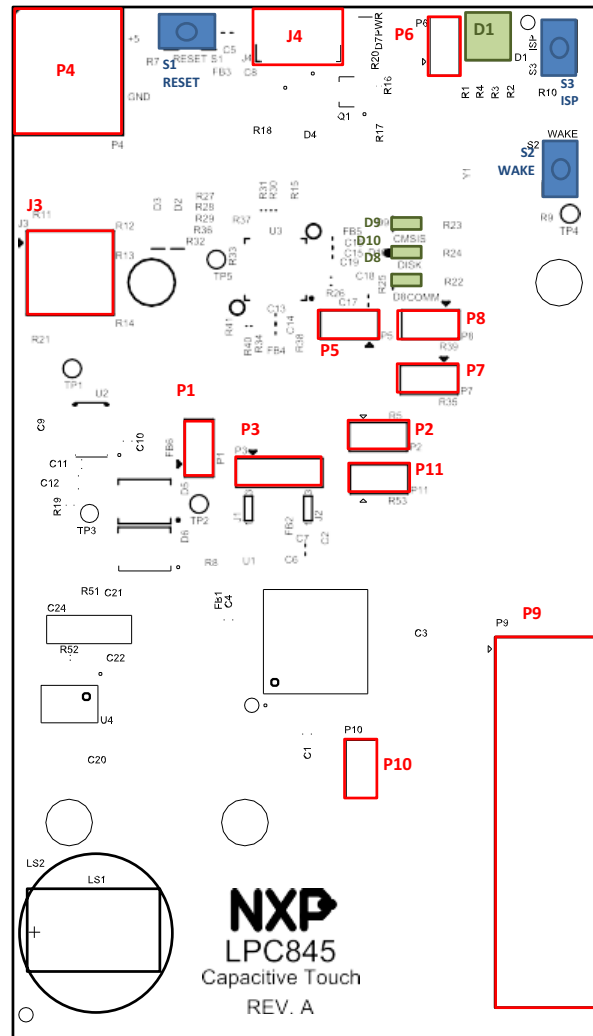 P4
+5
GND
P4
R7
RESET S1
S1
RESET
C5
FB3
C8
J4
J4
D7
PWR
R20
R16
Q1
R17
R18
D4
P6
P6
D1
D1
R1
R4
R3
R2
ISP
S3
R10
S3
ISP
WAKE
S2
S2
WAKE
Y1
R9
TP4
J3
J3
R11
R12
R13
R14
R21
D3
D2
R27
R28
R29
R36
R32
R37
R31
R30
R15
U3
R33
TP5
R41
R40
R34
FB4
C13
C14
R38
FB5
C15
C19
C18
R26
C17
R25
D9
D10
D8
CMSIS
DISK
D8COMM
R23
R24
R22
P5
P5
P8
P8
R39
P7
P7
R35
TP1
U2
C9
C10
C11
C12
R19
TP3
P1
P1
FB6
D5
D6
TP2
P3
P3
J1
J2
FB2
C7
C2
C6
R8
U1
R5
P2
P2
P11
P11
R53
R51
C21
C24
R52
C22
U4
C20
FB1
C4
C3
C1
P10
P10
P9
P9
LS2
LS1
NXP
LPC845
Capacitive Touch
REV. A